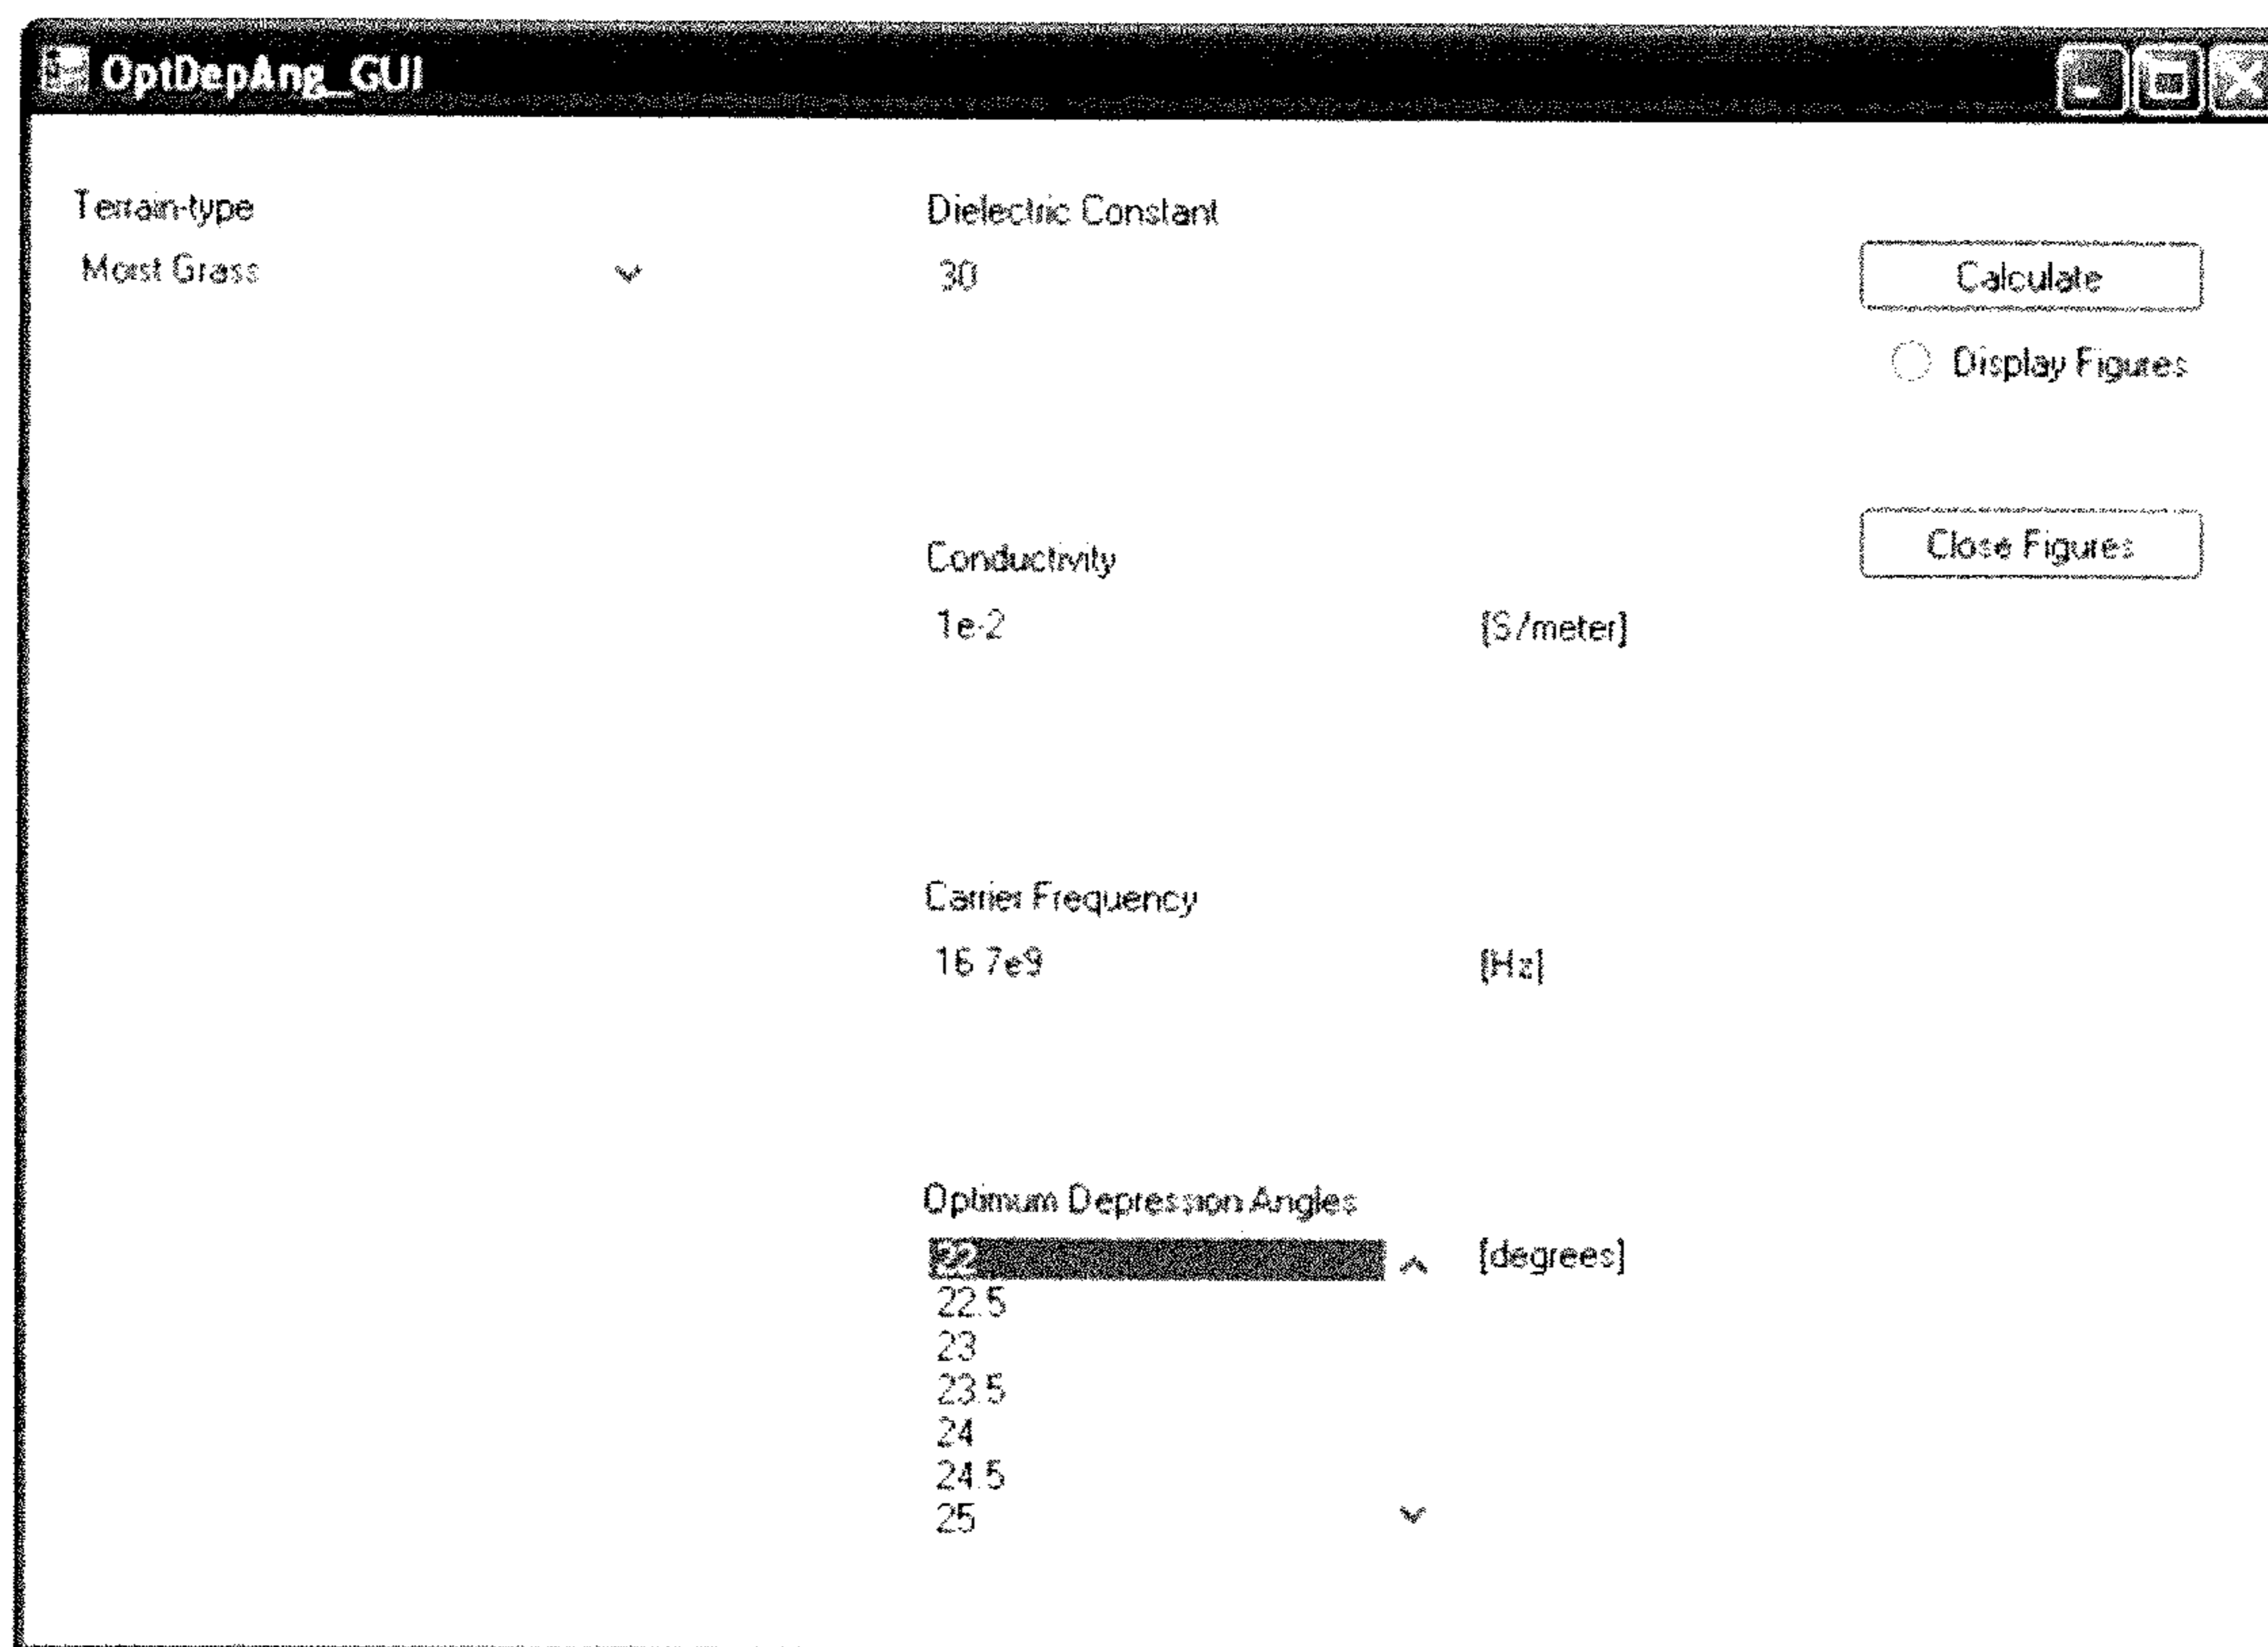 OptDepAng_GUI
Terrain-type
Moist Grass
Dielectric Constant
30
Calculate
Display Figures
Conductivity
1e-2
[S/meter]
Close Figures
Carrier Frequency
16.7e9
[Hz]
Optimum Depression Angles
22
[degrees]
22.5
23
23.5
24
24.5
25